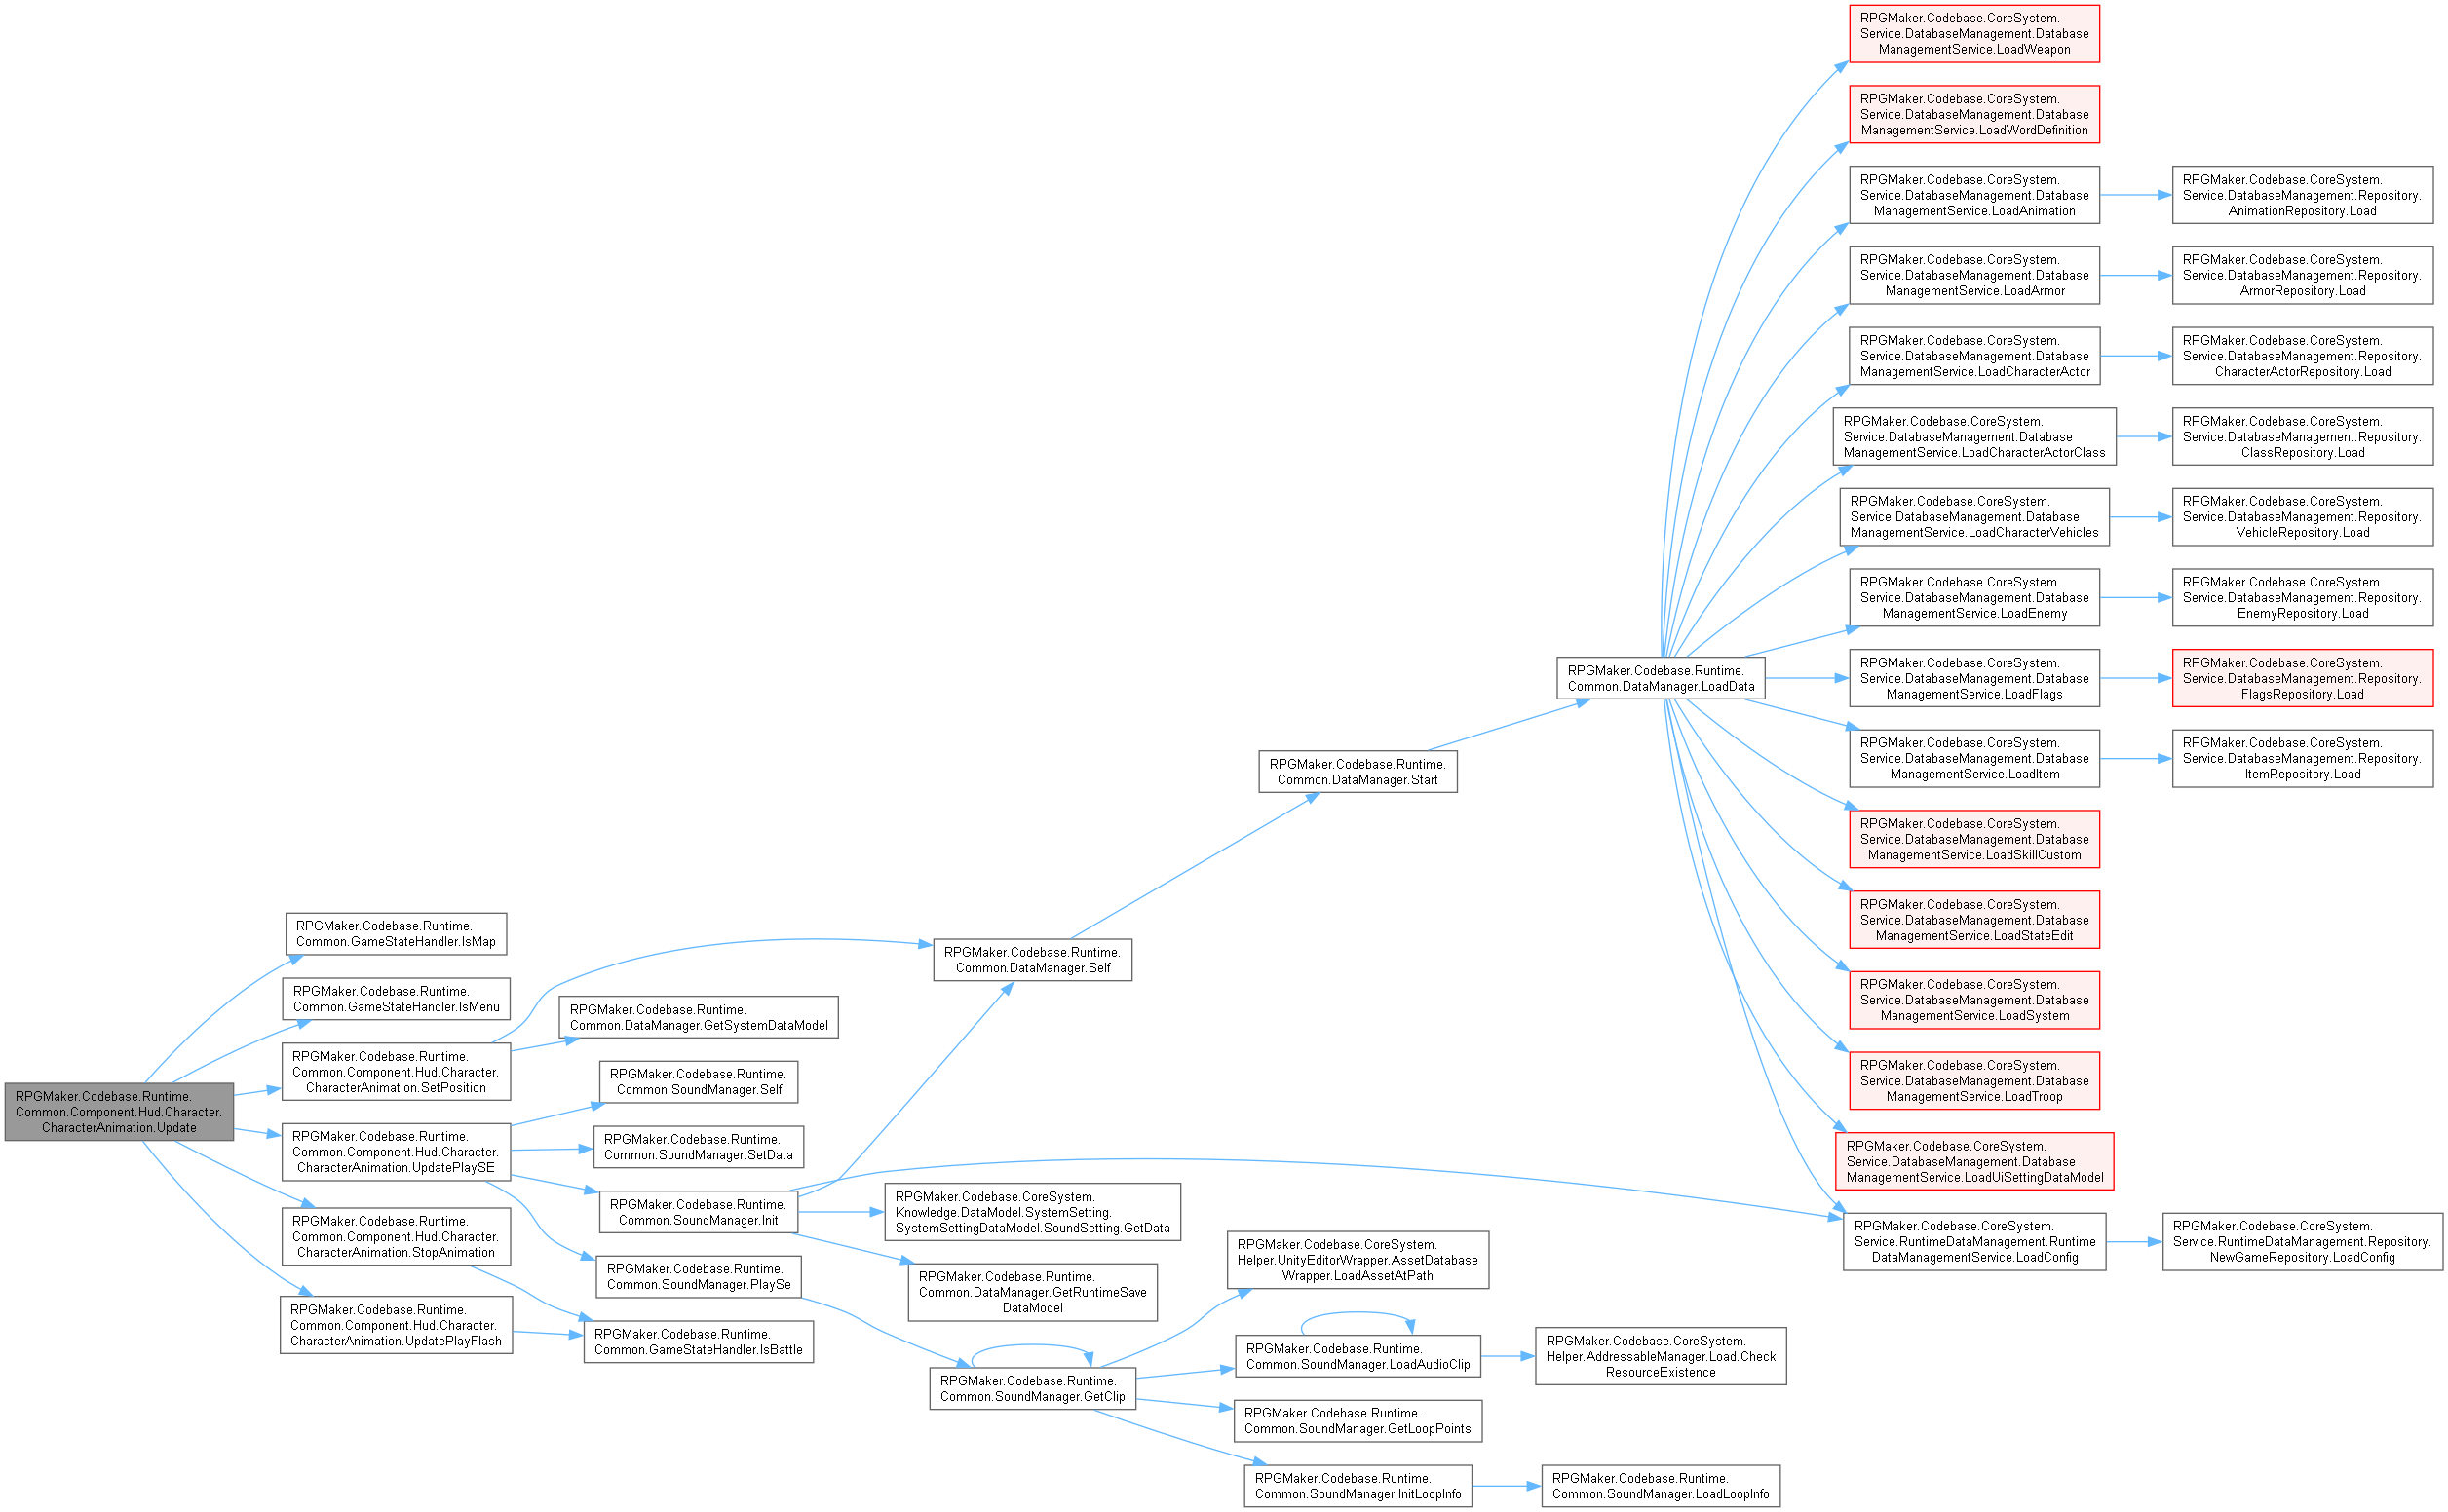 RPGMaker.Codebase.Runtime.
Common.Component.Hud.Character.
CharacterAnimation.Update
RPGMaker.Codebase.Runtime.
Common.GameStateHandler.IsMap
RPGMaker.Codebase.Runtime.
Common.GameStateHandler.IsMenu
RPGMaker.Codebase.Runtime.
Common.Component.Hud.Character.
CharacterAnimation.SetPosition
RPGMaker.Codebase.Runtime.
Common.Component.Hud.Character.
CharacterAnimation.UpdatePlaySE
RPGMaker.Codebase.Runtime.
Common.Component.Hud.Character.
CharacterAnimation.StopAnimation
RPGMaker.Codebase.Runtime.
Common.Component.Hud.Character.
CharacterAnimation.UpdatePlayFlash
RPGMaker.Codebase.Runtime.
Common.DataManager.GetSystemDataModel
RPGMaker.Codebase.Runtime.
Common.SoundManager.Self
RPGMaker.Codebase.Runtime.
Common.SoundManager.SetData
RPGMaker.Codebase.Runtime.
Common.SoundManager.Init
RPGMaker.Codebase.Runtime.
Common.SoundManager.PlaySe
RPGMaker.Codebase.Runtime.
Common.GameStateHandler.IsBattle
RPGMaker.Codebase.Runtime.
Common.DataManager.Self
RPGMaker.Codebase.CoreSystem.
Knowledge.DataModel.SystemSetting.
SystemSettingDataModel.SoundSetting.GetData
RPGMaker.Codebase.Runtime.
Common.DataManager.GetRuntimeSave
DataModel
RPGMaker.Codebase.Runtime.
Common.SoundManager.GetClip
RPGMaker.Codebase.Runtime.
Common.DataManager.Start
RPGMaker.Codebase.CoreSystem.
Helper.UnityEditorWrapper.AssetDatabase
Wrapper.LoadAssetAtPath
RPGMaker.Codebase.Runtime.
Common.SoundManager.LoadAudioClip
RPGMaker.Codebase.Runtime.
Common.SoundManager.GetLoopPoints
RPGMaker.Codebase.Runtime.
Common.SoundManager.InitLoopInfo
RPGMaker.Codebase.Runtime.
Common.DataManager.LoadData
RPGMaker.Codebase.CoreSystem.
Helper.AddressableManager.Load.Check
ResourceExistence
RPGMaker.Codebase.Runtime.
Common.SoundManager.LoadLoopInfo
RPGMaker.Codebase.CoreSystem.
Service.DatabaseManagement.Database
ManagementService.LoadWeapon
RPGMaker.Codebase.CoreSystem.
Service.DatabaseManagement.Database
ManagementService.LoadWordDefinition
RPGMaker.Codebase.CoreSystem.
Service.DatabaseManagement.Database
ManagementService.LoadAnimation
RPGMaker.Codebase.CoreSystem.
Service.DatabaseManagement.Database
ManagementService.LoadArmor
RPGMaker.Codebase.CoreSystem.
Service.DatabaseManagement.Database
ManagementService.LoadCharacterActor
RPGMaker.Codebase.CoreSystem.
Service.DatabaseManagement.Database
ManagementService.LoadCharacterActorClass
RPGMaker.Codebase.CoreSystem.
Service.DatabaseManagement.Database
ManagementService.LoadCharacterVehicles
RPGMaker.Codebase.CoreSystem.
Service.DatabaseManagement.Database
ManagementService.LoadEnemy
RPGMaker.Codebase.CoreSystem.
Service.DatabaseManagement.Database
ManagementService.LoadFlags
RPGMaker.Codebase.CoreSystem.
Service.DatabaseManagement.Database
ManagementService.LoadItem
RPGMaker.Codebase.CoreSystem.
Service.DatabaseManagement.Database
ManagementService.LoadSkillCustom
RPGMaker.Codebase.CoreSystem.
Service.DatabaseManagement.Database
ManagementService.LoadStateEdit
RPGMaker.Codebase.CoreSystem.
Service.DatabaseManagement.Database
ManagementService.LoadSystem
RPGMaker.Codebase.CoreSystem.
Service.DatabaseManagement.Database
ManagementService.LoadTroop
RPGMaker.Codebase.CoreSystem.
Service.DatabaseManagement.Database
ManagementService.LoadUiSettingDataModel
RPGMaker.Codebase.CoreSystem.
Service.RuntimeDataManagement.Runtime
DataManagementService.LoadConfig
RPGMaker.Codebase.CoreSystem.
Service.DatabaseManagement.Repository.
AnimationRepository.Load
RPGMaker.Codebase.CoreSystem.
Service.DatabaseManagement.Repository.
ArmorRepository.Load
RPGMaker.Codebase.CoreSystem.
Service.DatabaseManagement.Repository.
CharacterActorRepository.Load
RPGMaker.Codebase.CoreSystem.
Service.DatabaseManagement.Repository.
ClassRepository.Load
RPGMaker.Codebase.CoreSystem.
Service.DatabaseManagement.Repository.
VehicleRepository.Load
RPGMaker.Codebase.CoreSystem.
Service.DatabaseManagement.Repository.
EnemyRepository.Load
RPGMaker.Codebase.CoreSystem.
Service.DatabaseManagement.Repository.
FlagsRepository.Load
RPGMaker.Codebase.CoreSystem.
Service.DatabaseManagement.Repository.
ItemRepository.Load
RPGMaker.Codebase.CoreSystem.
Service.RuntimeDataManagement.Repository.
NewGameRepository.LoadConfig